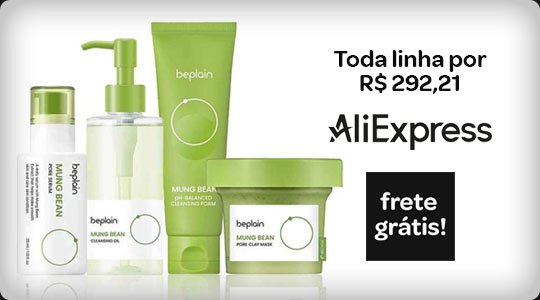 Toda linha por
R$ 292,21
AliExpress
frete
grátis!
beplain
MUNG BEAN
PORE SERUM
beplain
MUNG BEAN
CLEANSING OIL
beplain
MUNG BEAN
pH-BALANCED
CLEANSING FOAM
beplain
MUNG BEAN
PORE CLAY MASK